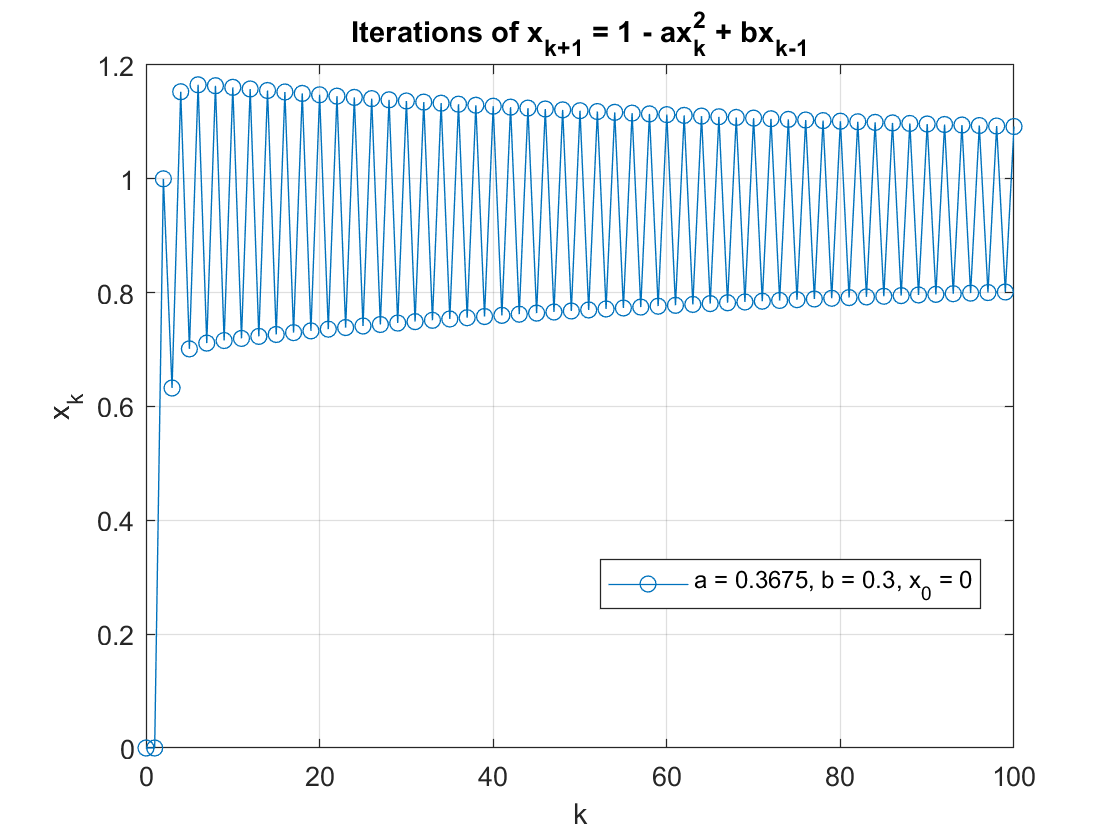 Iterations of x_{k+1} = 1 - ax_k^2 + bx_{k-1}
1.2
1
0.8
0.6
0.4
0.2
0
x_k
a = 0.3675, b = 0.3, x_0 = 0
0 20 40 60 80 100
k